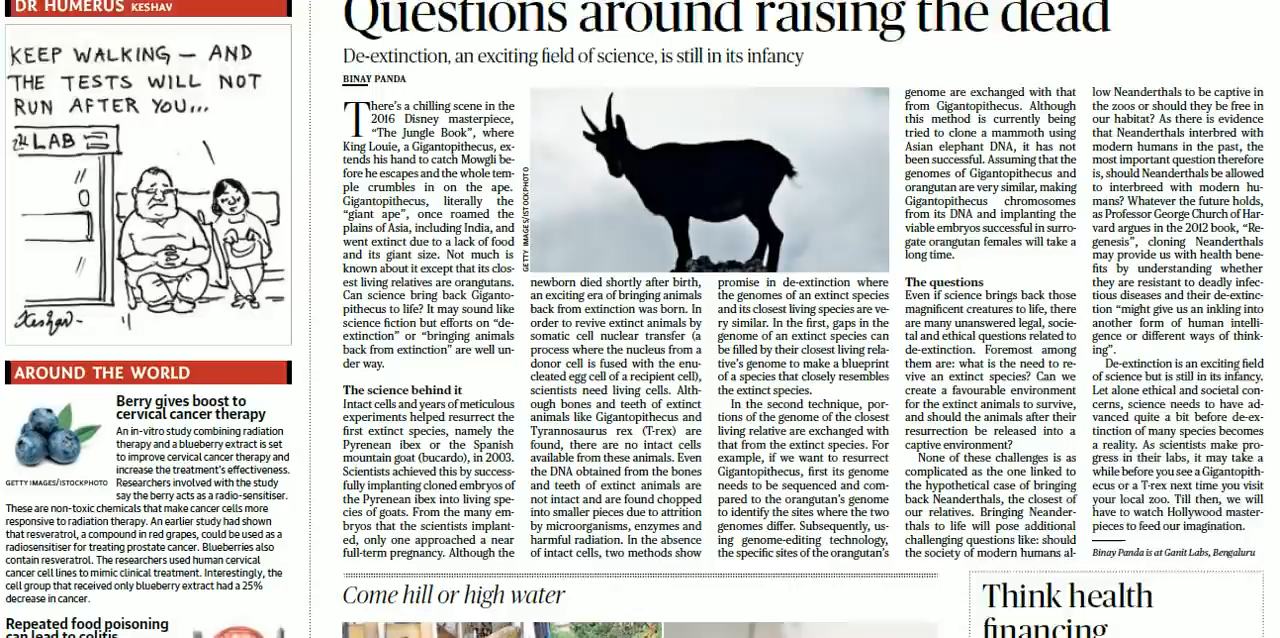 DR HUMERUS KESHAV
KEEP WALKING – AND
THE TESTS WILL NOT
RUN AFTER YOU...
LAB
Keshav-
AROUND THE WORLD
Berry gives boost to
cervical cancer therapy
An in-vitro study combining radiation
therapy and a blueberry extract is set
to improve cervical cancer therapy and
increase the treatment's effectiveness.
Researchers involved with the study
say the berry acts as a radio-sensitiser.
GETTY IMAGES/ISTOCKPHOTO
These are non-toxic chemicals that make cancer cells more
responsive to radiation therapy. An earlier study had shown
that resveratrol, a compound in red grapes, could be used as a
radiosensitiser for treating prostate cancer. Blueberries also
contain resveratrol. The researchers used human cervical
cancer cell lines to mimic clinical treatment. Interestingly, the
cell group that received only blueberry extract had a 25%
decrease in cancer.
Repeated food poisoning
can lead to colitis
Questions around raising the dead
De-extinction, an exciting field of science, is still in its infancy
BINAY PANDA
There's a chilling scene in the
2016 Disney masterpiece,
“The Jungle Book”, where
King Louie, a Gigantopithecus, ex-
tends his hand to catch Mowgli be-
fore he escapes and the whole tem-
ple crumbles in on the ape.
Gigantopithecus, literally the
“giant ape”, once roamed the
plains of Asia, including India, and
went extinct due to a lack of food
and its giant size. Not much is
known about it except that its clos-
est living relatives are orangutans.
Can science bring back Giganto-
pithecus to life? It may sound like
science fiction but efforts on “de-
extinction” or “bringing animals
back from extinction” are well un-
der way.
The science behind it
Intact cells and years of meticulous
experiments helped resurrect the
first extinct species, namely the
Pyrenean ibex or the Spanish
mountain goat (bucardo), in 2003.
Scientists achieved this by success-
fully implanting cloned embryos of
the Pyrenean ibex into living spe-
cies of goats. From the many em-
bryos that the scientists implant-
ed, only one approached a near
full-term pregnancy. Although the
GETTY IMAGES/ISTOCKPHOTO
newborn died shortly after birth,
an exciting era of bringing animals
back from extinction was born. In
order to revive extinct animals by
somatic cell nuclear transfer (a
process where the nucleus from a
donor cell is fused with the enu-
cleated egg cell of a recipient cell),
scientists need living cells. Alth-
ough bones and teeth of extinct
animals like Gigantopithecus and
Tyrannosaurus rex (T-rex) are
found, there are no intact cells
available from these animals. Even
the DNA obtained from the bones
and teeth of extinct animals are
not intact and are found chopped
into smaller pieces due to attrition
by microorganisms, enzymes and
harmful radiation. In the absence
of intact cells, two methods show
promise in de-extinction where
the genomes of an extinct species
and its closest living species are ve-
ry similar. In the first, gaps in the
genome of an extinct species can
be filled by their closest living rela-
tive's genome to make a blueprint
of a species that closely resembles
the extinct species.
In the second technique, por-
tions of the genome of the closest
living relative are exchanged with
that from the extinct species. For
example, if we want to resurrect
Gigantopithecus, first its genome
needs to be sequenced and com-
pared to the orangutan's genome
to identify the sites where the two
genomes differ. Subsequently, us-
ing genome-editing technology,
the specific sites of the orangutan's
genome are exchanged with that
from Gigantopithecus. Although
this method is currently being
tried to clone a mammoth using
Asian elephant DNA, it has not
been successful. Assuming that the
genomes of Gigantopithecus and
orangutan are very similar, making
Gigantopithecus chromosomes
from its DNA and implanting the
viable embryos successful in surro-
gate orangutan females will take a
long time.
The questions
Even if science brings back those
magnificent creatures to life, there
are many unanswered legal, socie-
tal and ethical questions related to
de-extinction. Foremost among
them are: what is the need to re-
vive an extinct species? Can we
create a favourable environment
for the extinct animals to survive,
and should the animals after their
resurrection be released into a
captive environment?
None of these challenges is as
complicated as the one linked to
the hypothetical case of bringing
back Neanderthals, the closest of
our relatives. Bringing Neander-
thals to life will pose additional
challenging questions like: should
the society of modern humans al-
low Neanderthals to be captive in
the zoos or should they be free in
our habitat? As there is evidence
that Neanderthals interbred with
modern humans in the past, the
most important question therefore
is, should Neanderthals be allowed
to interbreed with modern hu-
mans? Whatever the future holds,
as Professor George Church of Har-
vard argues in the 2012 book, “Re-
genesis”, cloning Neanderthals
may provide us with health bene-
fits by understanding whether
they are resistant to deadly infec-
tious diseases and their de-extinc-
tion “might give us an inkling into
another form of human intelli-
gence or different ways of think-
ing”.
De-extinction is an exciting field
of science but is still in its infancy.
Let alone ethical and societal con-
cerns, science needs to have ad-
vanced quite a bit before de-ex-
tinction of many species becomes
a reality. As scientists make pro-
gress in their labs, it may take a
while before you see a Gigantopith-
ecus or a T-rex next time you visit
your local zoo. Till then, we will
have to watch Hollywood master-
pieces to feed our imagination.
Binay Panda is at Ganit Labs, Bengaluru
Come hill or high water
Think health
financing